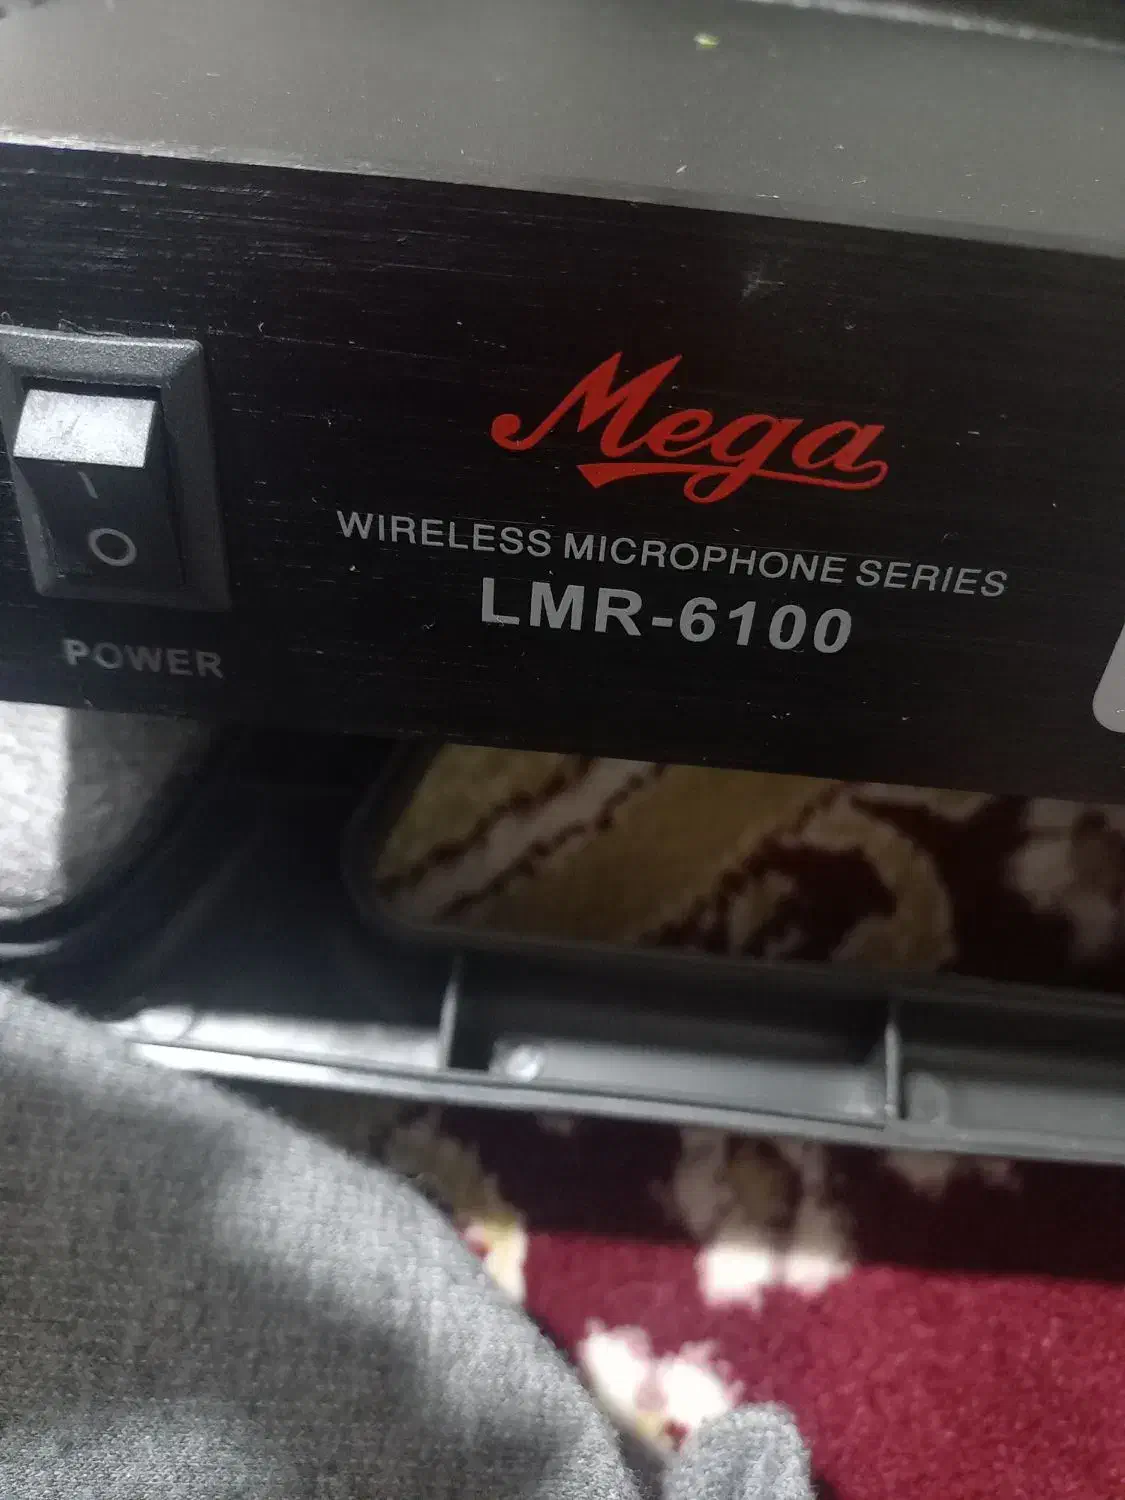 Mega
WIRELESS MICROPHONE SERIES
LMR-6100
I
O
POWER